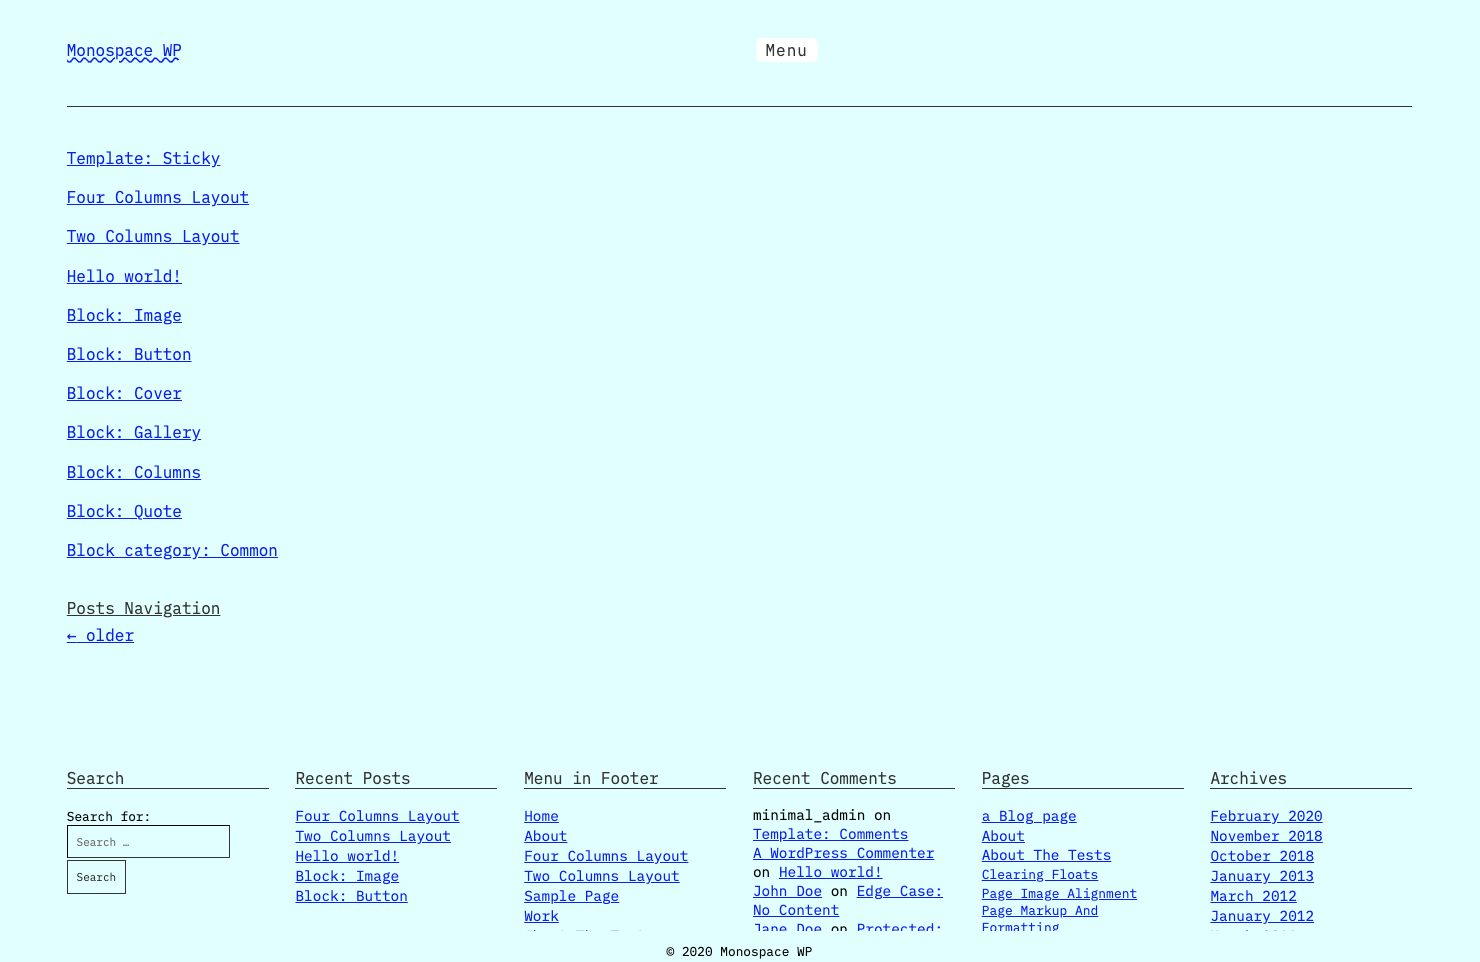 Monospace WP
Menu
Template: Sticky
Four Columns Layout
Two Columns Layout
Hello world!
Block: Image
Block: Button
Block: Cover
Block: Gallery
Block: Columns
Block: Quote
Block category: Common
Posts Navigation
← older
Search
Search for:
Search …
Search
Recent Posts
Four Columns Layout
Two Columns Layout
Hello world!
Block: Image
Block: Button
Menu in Footer
Home
About
Four Columns Layout
Two Columns Layout
Sample Page
Work
Recent Comments
minimal_admin on
Template: Comments
A WordPress Commenter
on Hello world!
John Doe on Edge Case:
No Content
Jane Doe on Protected:
Pages
a Blog page
About
About The Tests
Clearing Floats
Page Image Alignment
Page Markup And
Formatting
Archives
February 2020
November 2018
October 2018
January 2013
March 2012
January 2012
© 2020 Monospace WP